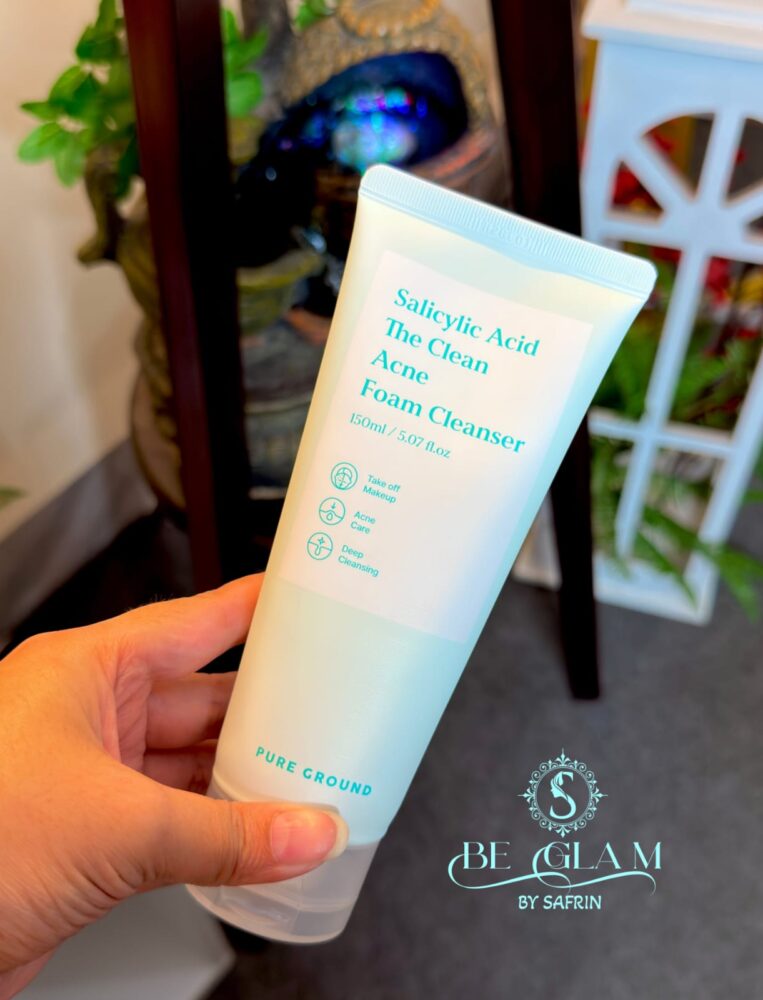 Salicylic Acid
The Clean
Acne
Foam Cleanser
150ml / 5.07 fl.oz
Take off
Makeup
Acne
Care
Deep
Cleansing
PURE GROUND
S
BE GLAM
BY SAFRIN